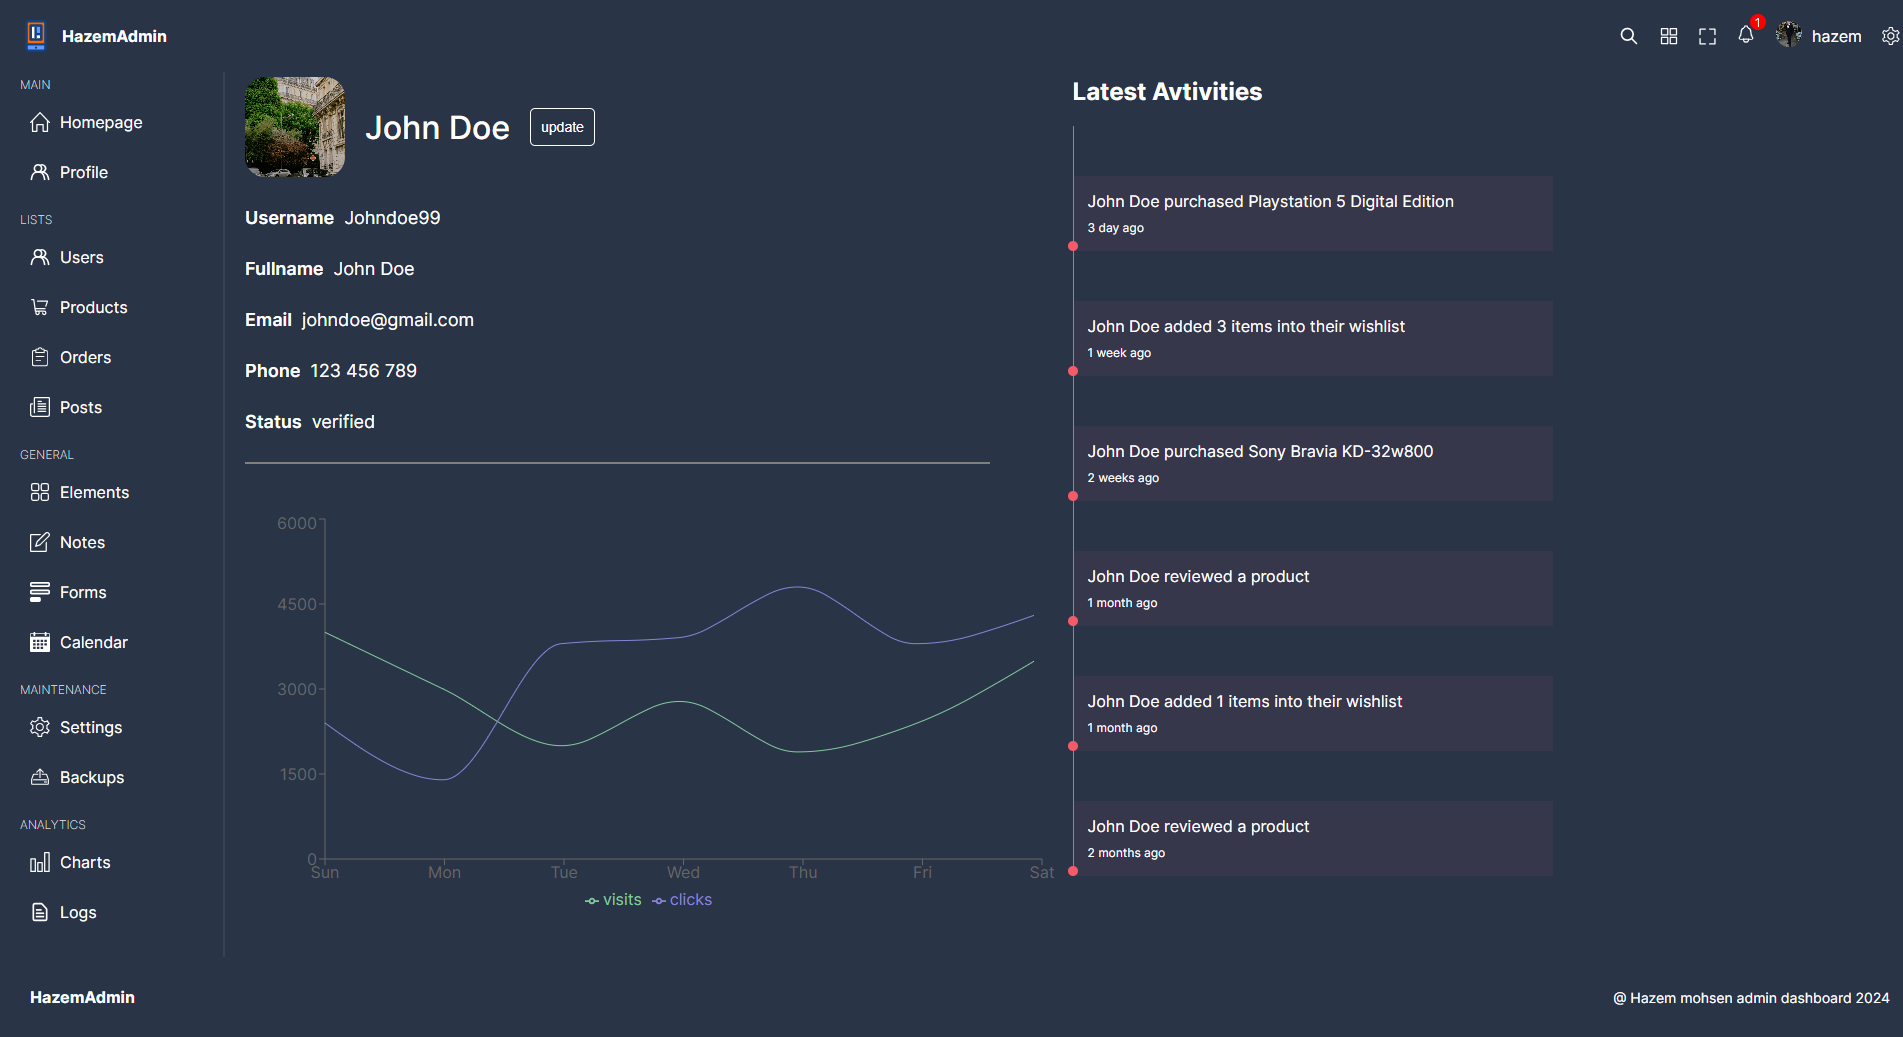 HazemAdmin
1
hazem
MAIN
Homepage
Profile
LISTS
Users
Products
Orders
Posts
GENERAL
Elements
Notes
Forms
Calendar
MAINTENANCE
Settings
Backups
ANALYTICS
Charts
Logs
John Doe
update
Username Johndoe99
Fullname John Doe
Email johndoe@gmail.com
Phone 123 456 789
Status verified
6000
4500
3000
1500
0
Sun Mon Tue Wed Thu Fri Sat
visits clicks
Latest Avtivities
John Doe purchased Playstation 5 Digital Edition
3 day ago
John Doe added 3 items into their wishlist
1 week ago
John Doe purchased Sony Bravia KD-32w800
2 weeks ago
John Doe reviewed a product
1 month ago
John Doe added 1 items into their wishlist
1 month ago
John Doe reviewed a product
2 months ago
HazemAdmin
@ Hazem mohsen admin dashboard 2024